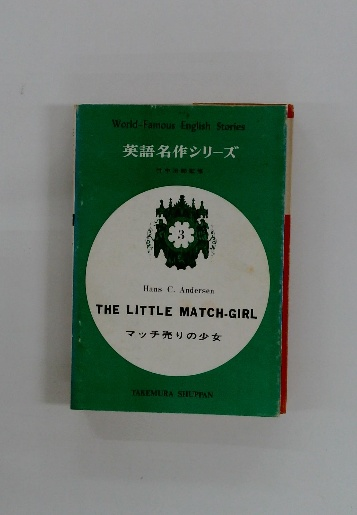 World-Famous English Stories
英語名作シリーズ
3
Hans C. Andersen
THE LITTLE MATCH-GIRL
マッチ売りの少女
TAKEMURA SHUPPAN